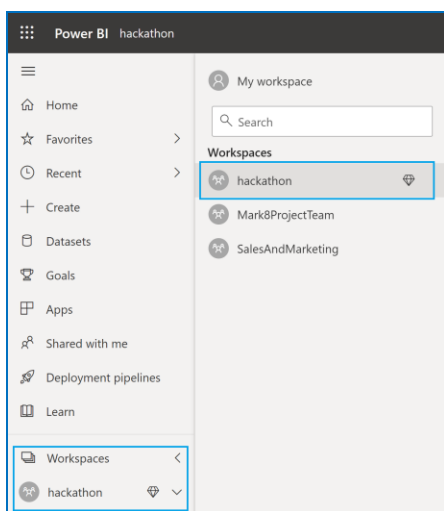 Power BI hackathon
Home
Favorites
Recent
Create
Datasets
Goals
Apps
Shared with me
Deployment pipelines
Learn
Workspaces
hackathon
My workspace
Search
Workspaces
hackathon
Mark8ProjectTeam
SalesAndMarketing